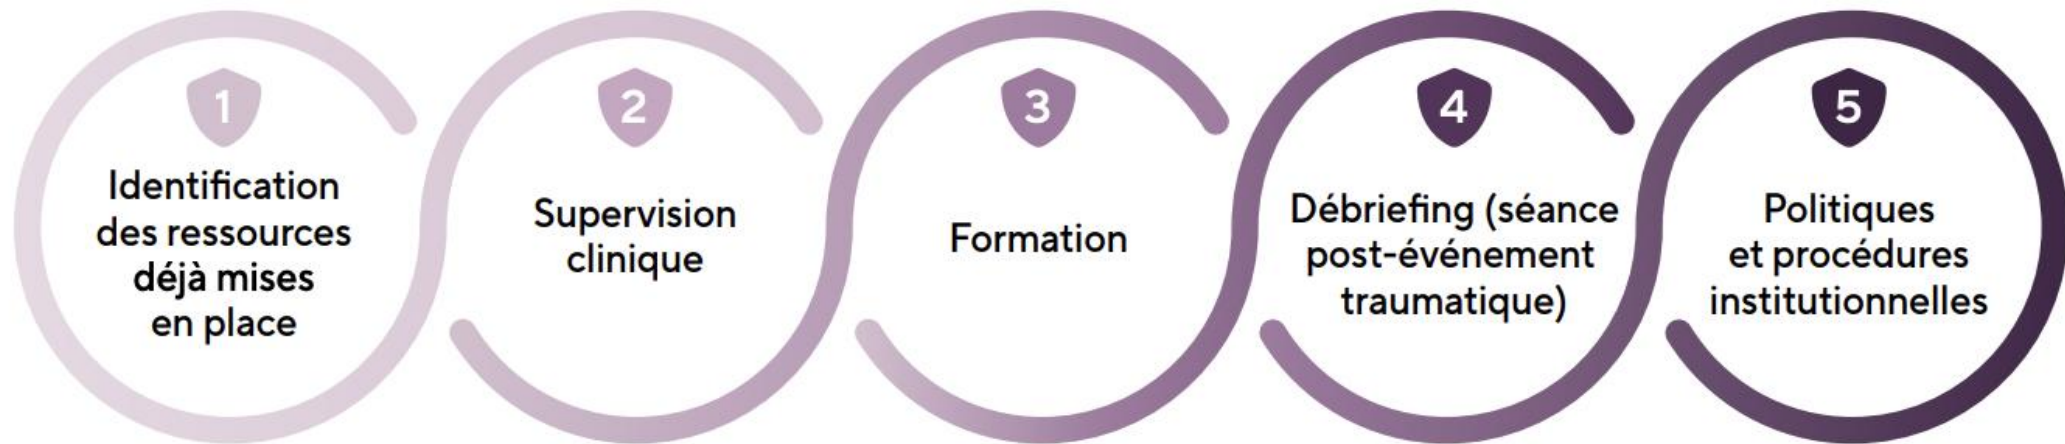 1
Identification
des ressources
déjà mises
en place
2
Supervision
clinique
3
Formation
4
Débriefing (séance
post-événement
traumatique)
5
Politiques
et procédures
institutionnelles